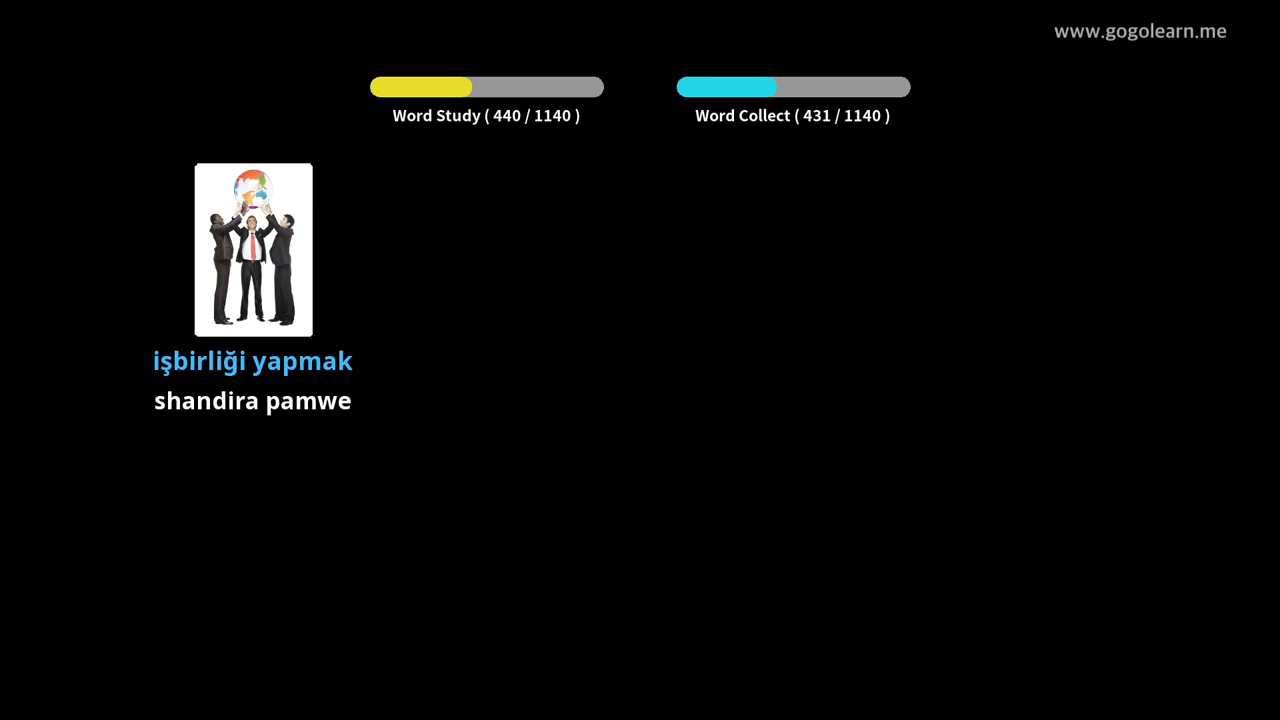 www.gogolearn.me
Word Study ( 440 / 1140 )
Word Collect ( 431 / 1140 )
işbirliği yapmak
shandira pamwe